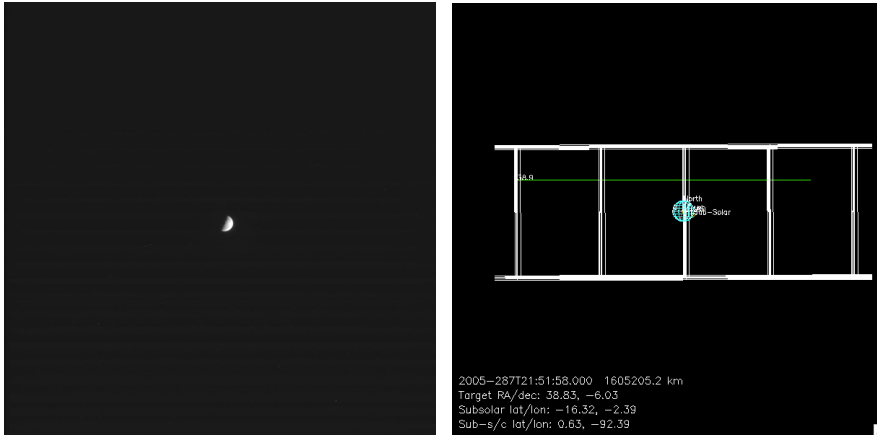 38.9
North
Sub-Solar
2005-287T21:51:58.000 1605205.2 km
Target RA/dec: 38.83, -6.03
Subsolar lat/lon: -16.32, -2.39
Sub-s/c lat/lon: 0.63, -92.39